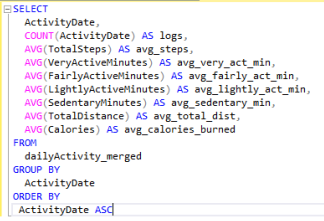 SELECT
ActivityDate,
COUNT(ActivityDate) AS logs,
AVG(TotalSteps) AS avg_steps,
AVG(VeryActiveMinutes) AS avg_very_act_min,
AVG(FairlyActiveMinutes) AS avg_fairly_act_min,
AVG(LightlyActiveMinutes) AS avg_lightly_act_min,
AVG(SedentaryMinutes) AS avg_sedentary_min,
AVG(TotalDistance) AS avg_total_dist,
AVG(Calories) AS avg_calories_burned
FROM
dailyActivity_merged
GROUP BY
ActivityDate
ORDER BY
ActivityDate ASC